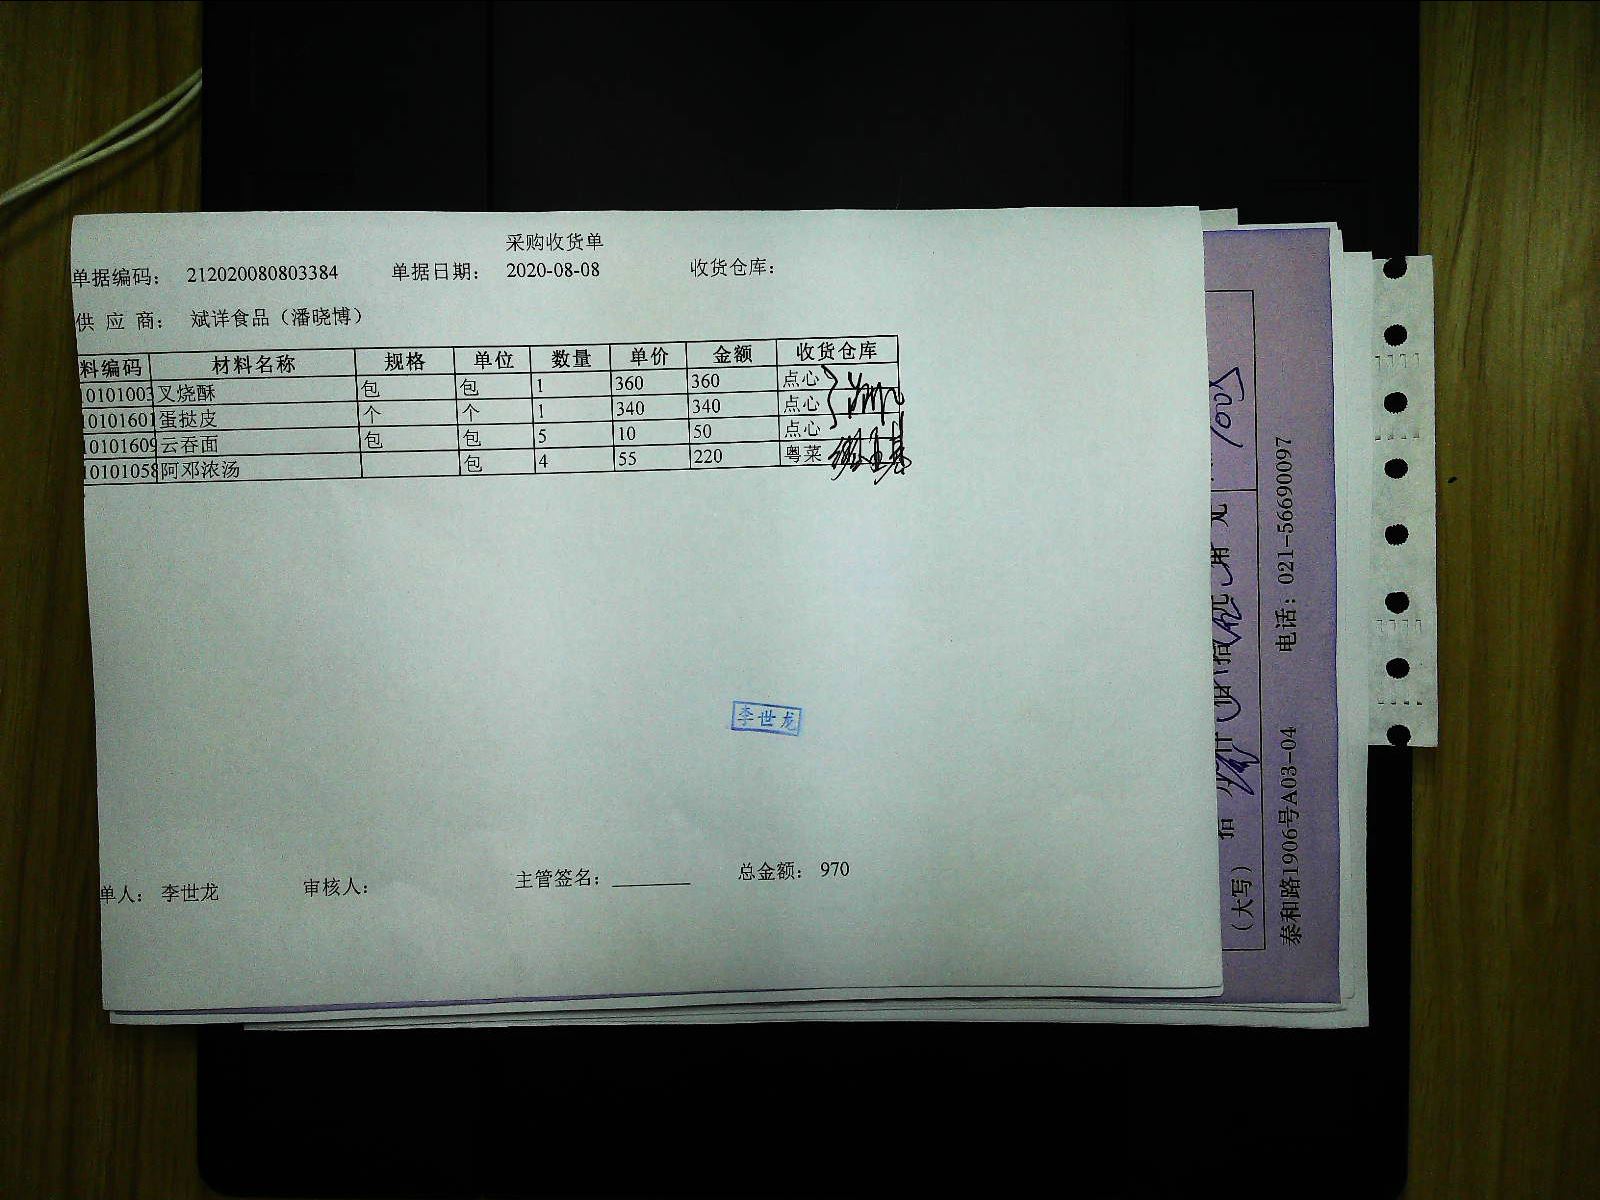 采购收货单
单据编码: 212020080803384 单据日期: 2020-08-08 收货仓库:
供 应 商: 斌洋食品(潘晓博)
料编码 材料名称 规格 单位 数量 单价 金额 收货仓库
10101003 叉烧酥 包 包 1 360 360 点心
10101601 蛋挞皮 个 个 1 340 340 点心
10101609 云吞面 包 包 5 10 50 点心
10101058 阿邓浓汤 包 4 55 220 粤菜
李世龙
单人: 李世龙 审核人: 主管签名: 总金额: 970
(大写) 拾
泰和路1906号A03-04 电话: 021-56690097